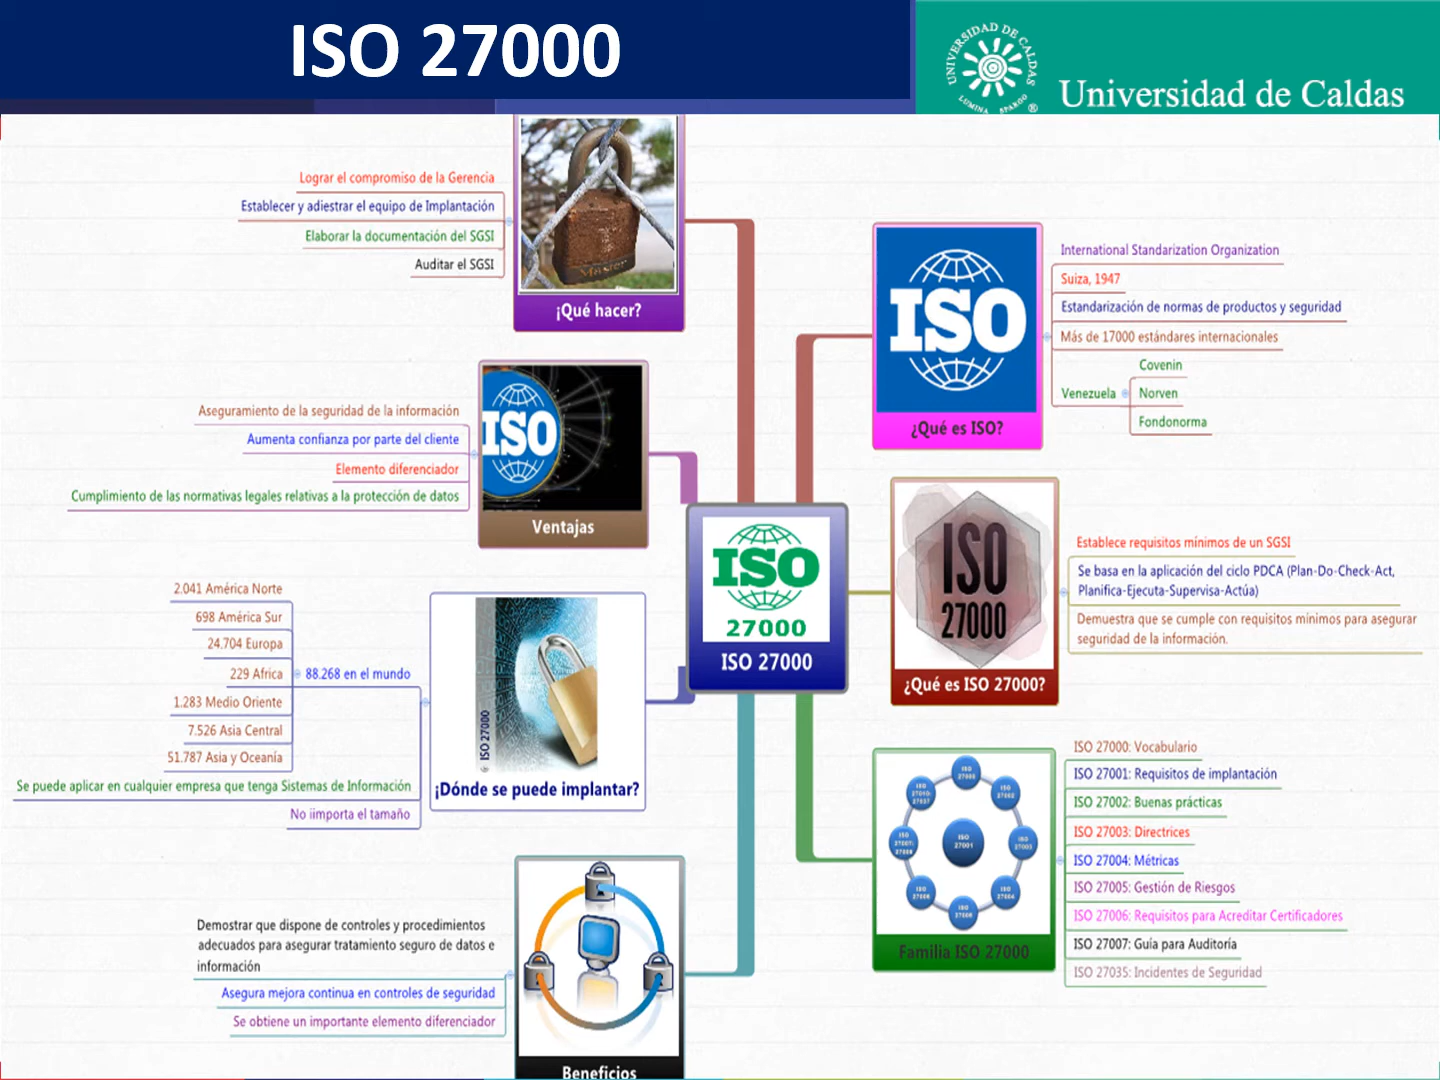 ISO 27000
UNIVERSIDAD DE CALDAS
LUMINA SPARGO
®
Universidad de Caldas
Lograr el compromiso de la Gerencia
Establecer y adiestrar el equipo de Implantación
Elaborar la documentación del SGSI
Auditar el SGSI
Master
¡Qué hacer?
ISO
¿Qué es ISO?
International Standarization Organization
Suiza, 1947
Estandarización de normas de productos y seguridad
Más de 17000 estándares internacionales
Venezuela
Covenin
Norven
Fondonorma
Aseguramiento de la seguridad de la información
Aumenta confianza por parte del cliente
Elemento diferenciador
Cumplimiento de las normativas legales relativas a la protección de datos
ISO
Ventajas
ISO
27000
ISO 27000
ISO
27000
¿Qué es ISO 27000?
Establece requisitos mínimos de un SGSI
Se basa en la aplicación del ciclo PDCA (Plan-Do-Check-Act,
Planifica-Ejecuta-Supervisa-Actúa)
Demuestra que se cumple con requisitos mínimos para asegurar
seguridad de la información.
2.041 América Norte
698 América Sur
24.704 Europa
229 Africa
1.283 Medio Oriente
7.526 Asia Central
51.787 Asia y Oceanía
88.268 en el mundo
Se puede aplicar en cualquier empresa que tenga Sistemas de Información
No iimporta el tamaño
ISO 27000
¡Dónde se puede implantar?
ISO
27001
Familia ISO 27000
ISO 27000: Vocabulario
ISO 27001: Requisitos de implantación
ISO 27002: Buenas prácticas
ISO 27003: Directrices
ISO 27004: Métricas
ISO 27005: Gestión de Riesgos
ISO 27006: Requisitos para Acreditar Certificadores
ISO 27007: Guía para Auditoría
ISO 27035: Incidentes de Seguridad
Demostrar que dispone de controles y procedimientos
adecuados para asegurar tratamiento seguro de datos e
información
Asegura mejora continua en controles de seguridad
Se obtiene un importante elemento diferenciador
Beneficios